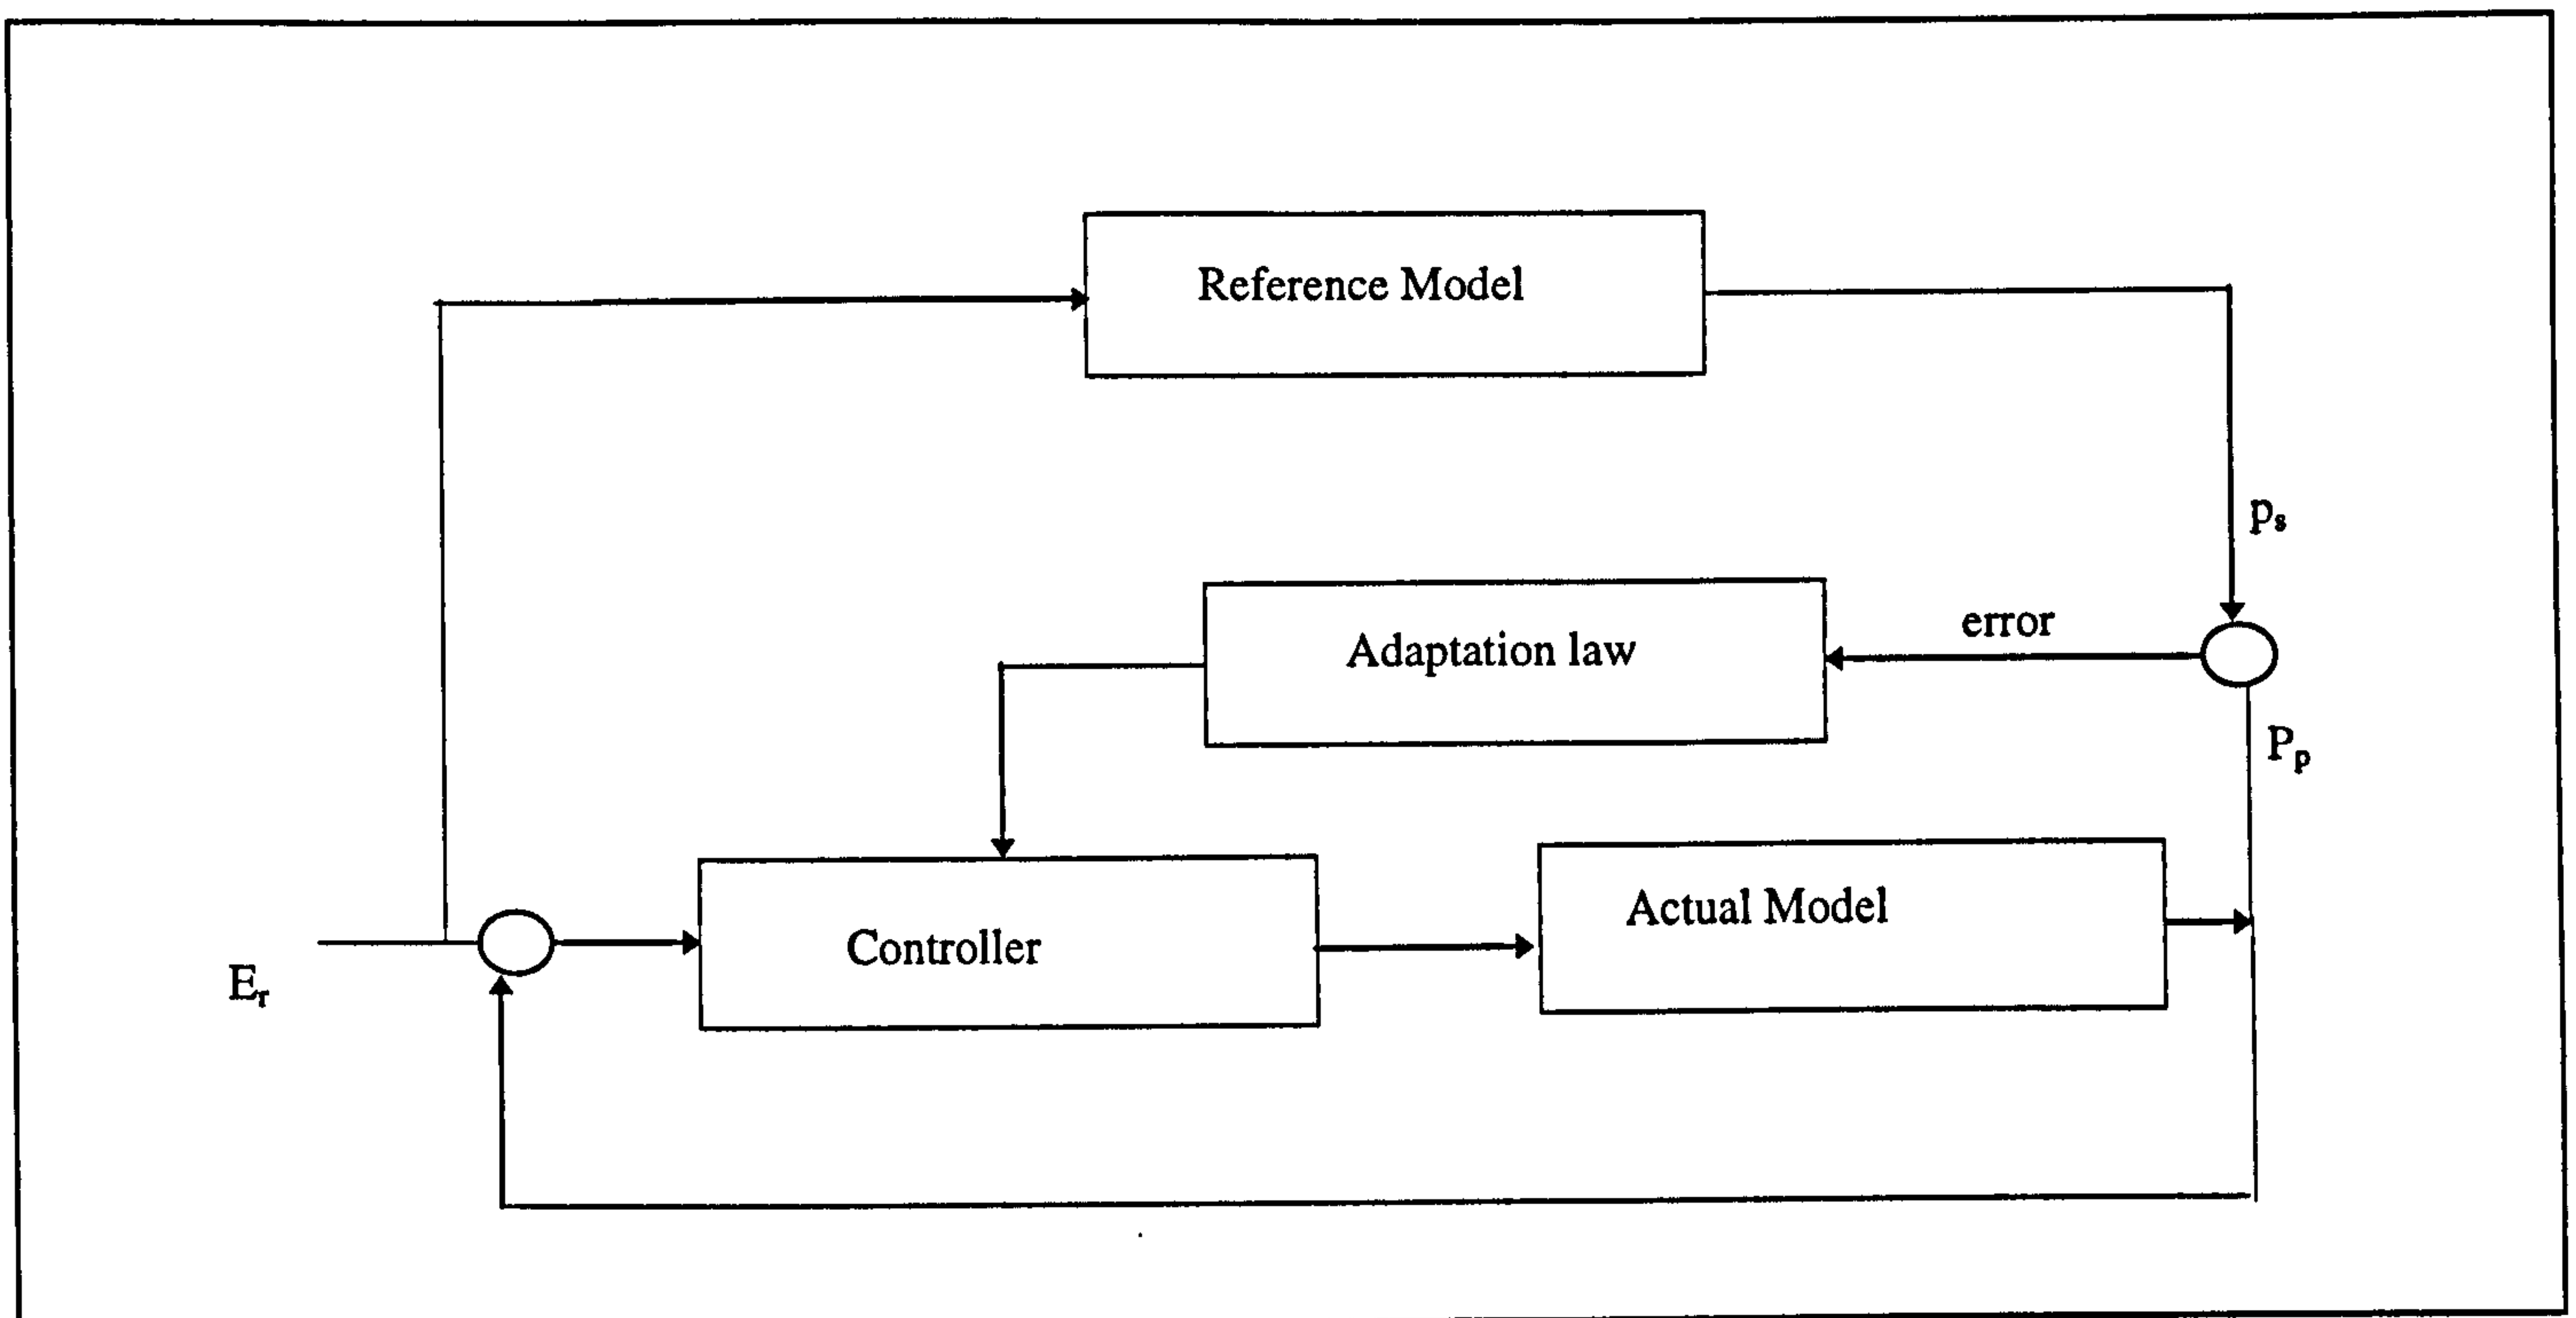 Reference Model
pₛ
error
Adaptation law
Pₚ
Actual Model
Controller
Eᵣ